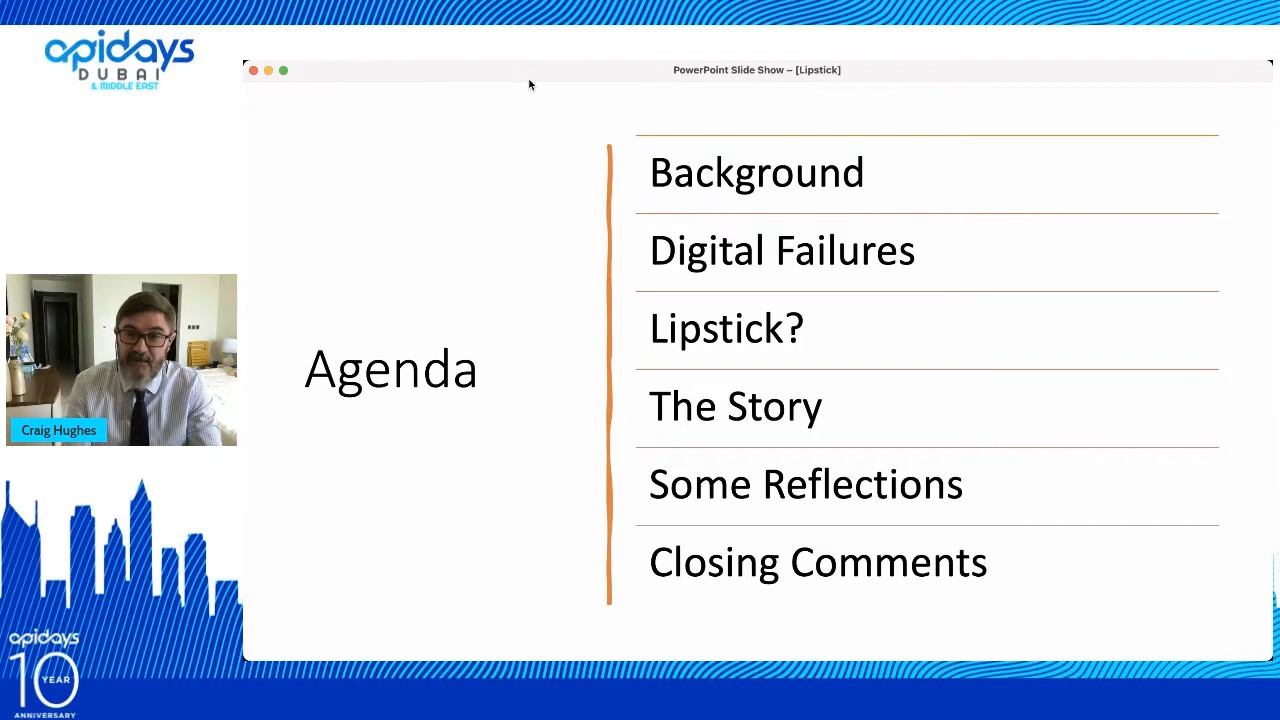 apidays
DUBAI
& MIDDLE EAST
PowerPoint Slide Show – [Lipstick]
Agenda
Background
Digital Failures
Lipstick?
The Story
Some Reflections
Closing Comments
Craig Hughes
apidays
10
YEAR
ANNIVERSARY